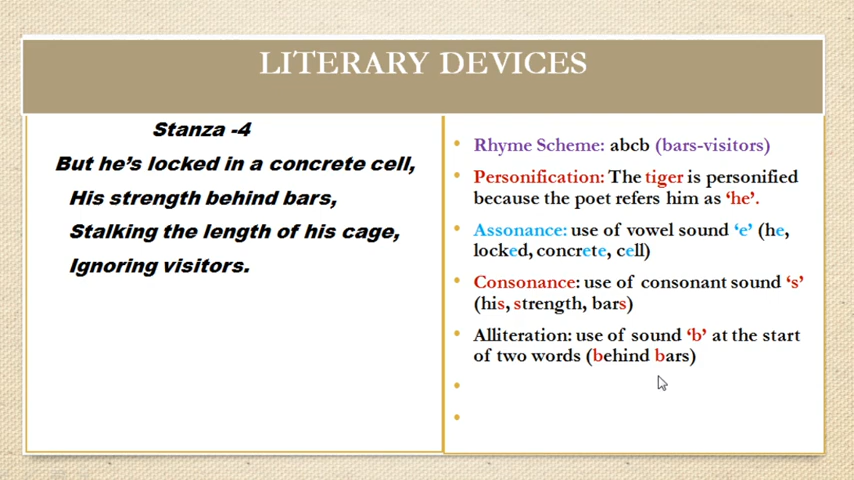 LITERARY DEVICES
Stanza -4
But he's locked in a concrete cell,
His strength behind bars,
Stalking the length of his cage,
Ignoring visitors.
• Rhyme Scheme: abcb (bars-visitors)
• Personification: The tiger is personified
because the poet refers him as ‘he’.
• Assonance: use of vowel sound ‘e’ (he,
locked, concrete, cell)
• Consonance: use of consonant sound ‘s’
(his, strength, bars)
• Alliteration: use of sound ‘b’ at the start
of two words (behind bars)
•
•